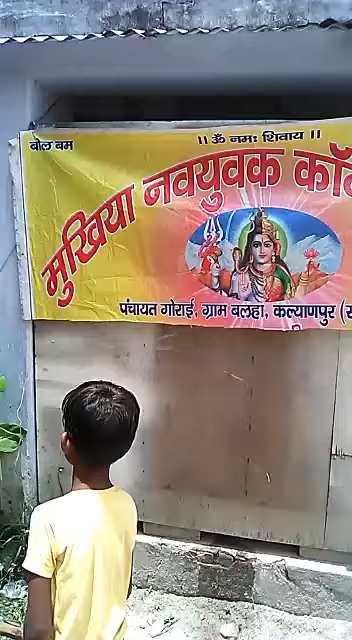 बोल बम
॥ ॐ नमः शिवाय ॥
मुखिया नवयुवक
पंचायत गोराई, ग्राम बलहा, कल्याणपुर